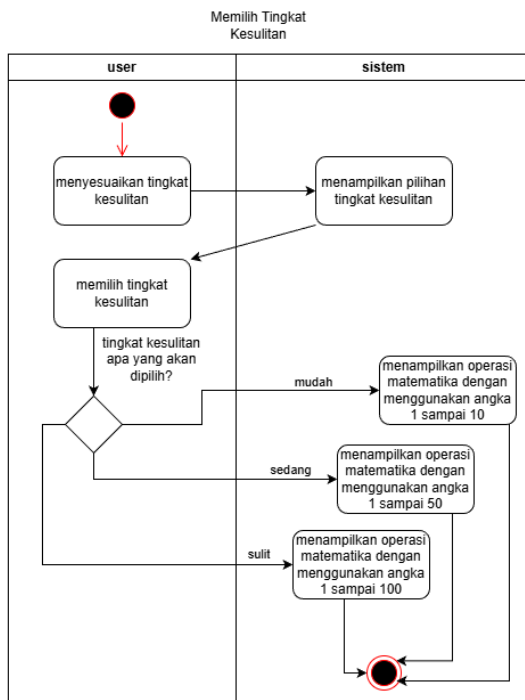 Memilih Tingkat
Kesulitan
user
sistem
menyesuaikan tingkat
kesulitan
menampilkan pilihan
tingkat kesulitan
memilih tingkat
kesulitan
tingkat kesulitan
apa yang akan
dipilih?
mudah
menampilkan operasi
matematika dengan
menggunakan angka
1 sampai 10
sedang
menampilkan operasi
matematika dengan
menggunakan angka
1 sampai 50
sulit
menampilkan operasi
matematika dengan
menggunakan angka
1 sampai 100